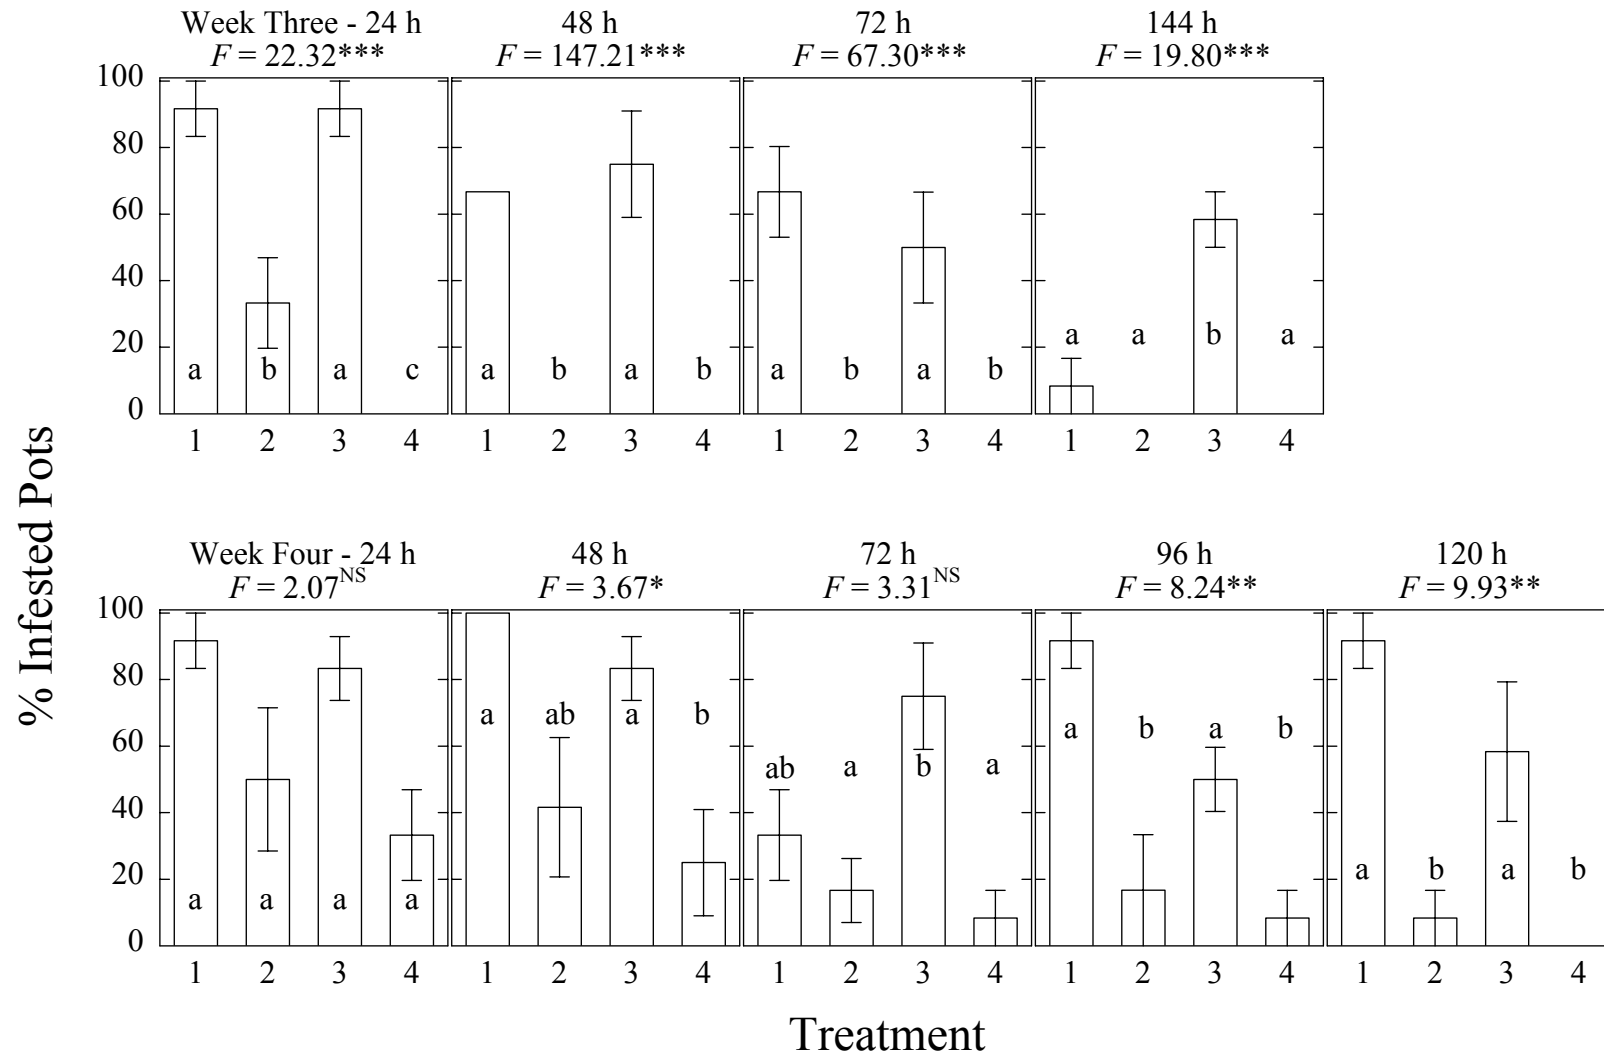 Week Three - 24 h 48 h 72 h 144 h
F = 22.32*** F = 147.21*** F = 67.30*** F = 19.80***
100
80
60
40
20 a a b a
a b a c a b a b a b a b
0
1 2 3 4 1 2 3 4 1 2 3 4 1 2 3 4
% Infested Pots
Week Four - 24 h 48 h 72 h 96 h 120 h
F = 2.07NS F = 3.67* F = 3.31NS F = 8.24** F = 9.93**
100
80
a ab a b a b a b
60
ab a b a
40
20 a b a b
a a a a
0
1 2 3 4 1 2 3 4 1 2 3 4 1 2 3 4 1 2 3 4
Treatment